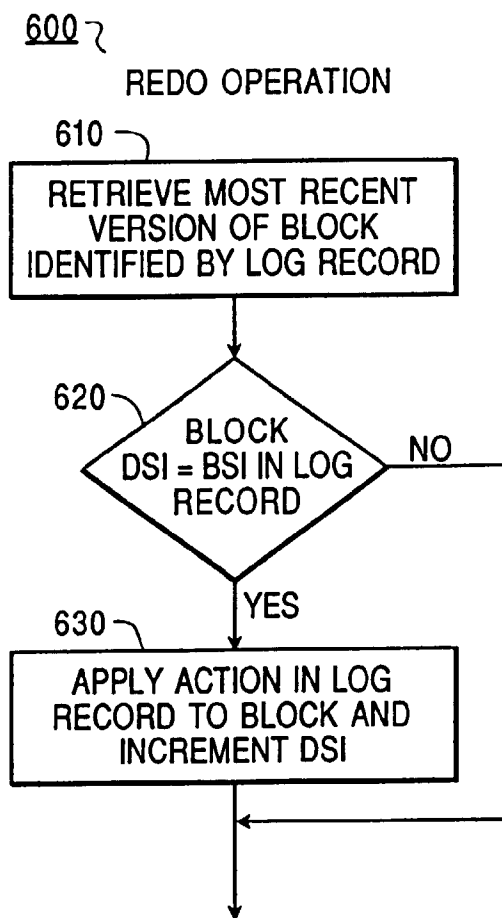 600
REDO OPERATION
610
RETRIEVE MOST RECENT
VERSION OF BLOCK
IDENTIFIED BY LOG RECORD
620
BLOCK
DSI = BSI IN LOG
RECORD
NO
YES
630
APPLY ACTION IN LOG
RECORD TO BLOCK AND
INCREMENT DSI